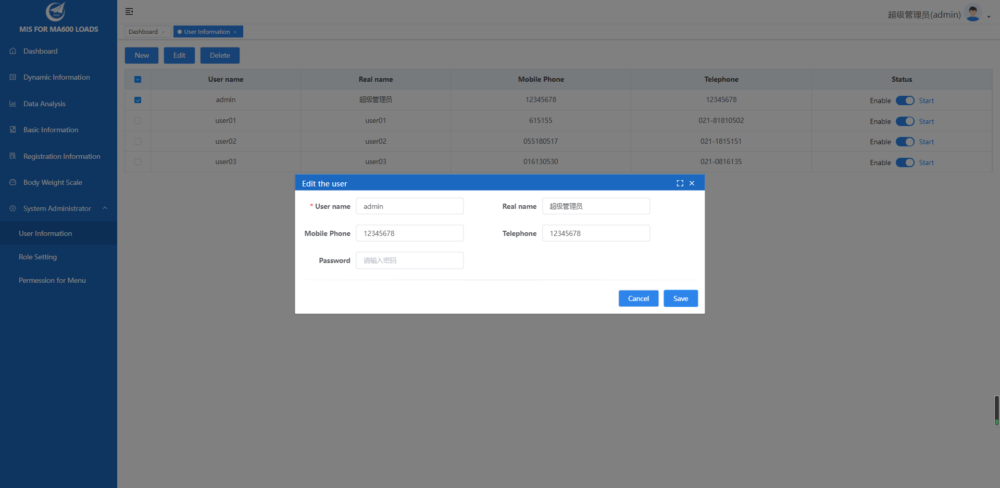 MIS FOR MA600 LOADS
Dashboard
Dynamic Information
Data Analysis
Basic Information
Registration Information
Body Weight Scale
System Administrator
User Information
Role Setting
Permession for Menu
超级管理员(admin)
Dashboard × User Information ×
New Edit Delete
User name Real name Mobile Phone Telephone Status
admin 超级管理员 12345678 12345678 Enable Start
user01 user01 615155 021-81810502 Enable Start
user02 user02 055180517 021-1815151 Enable Start
user03 user03 016130530 021-0816135 Enable Start
Edit the user
* User name admin Real name 超级管理员
Mobile Phone 12345678 Telephone 12345678
Password 请输入密码
Cancel Save